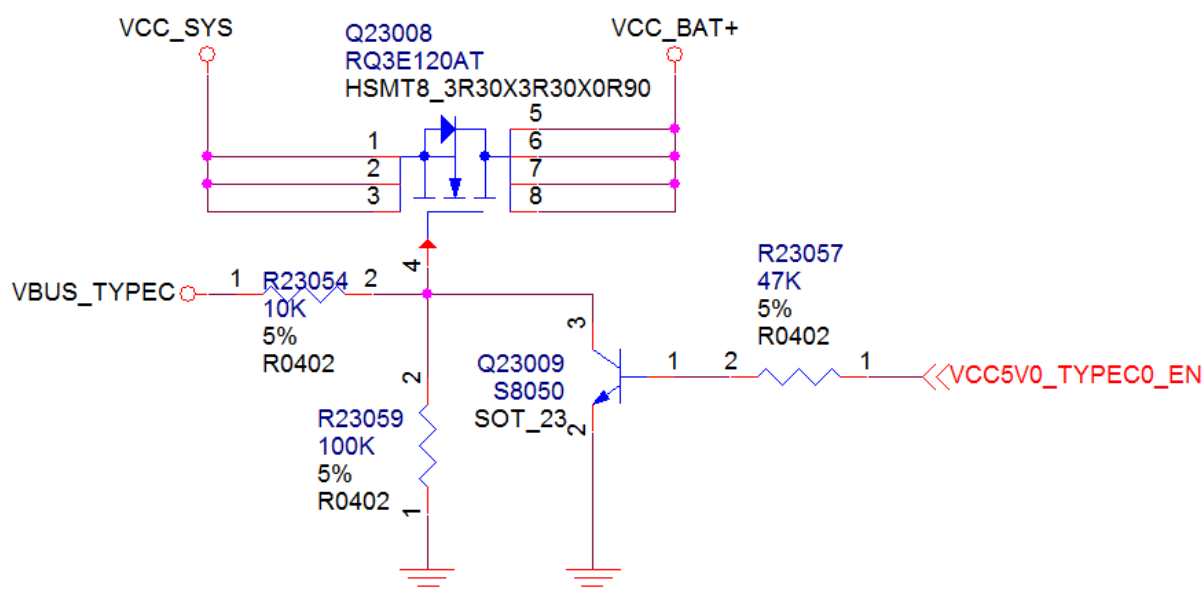 VCC_SYS
Q23008
RQ3E120AT
HSMT8_3R30X3R30X0R90
VCC_BAT+
1
2
3
5
6
7
8
4
VBUS_TYPEC
1
R23054
2
10K
5%
R0402
2
R23059
100K
5%
R0402
1
3
Q23009
S8050
SOT_23
2
1
2
R23057
47K
5%
R0402
1
VCC5V0_TYPEC0_EN